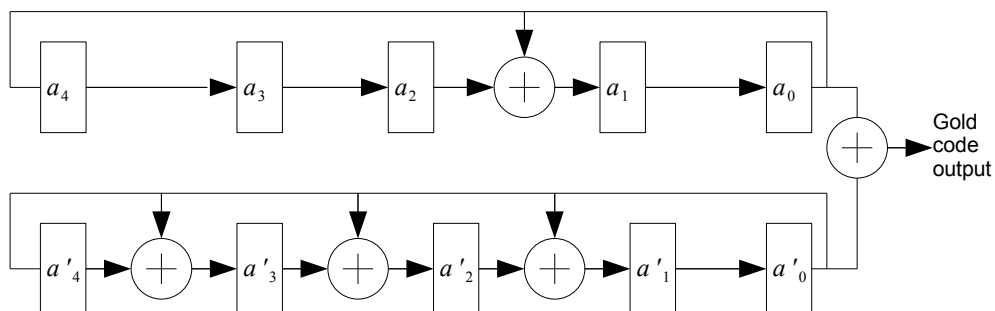 a₄ a₃ a₂ + a₁ a₀
+
Gold
code
output
a'₄ + a'₃ + a'₂ + a'₁ a'₀